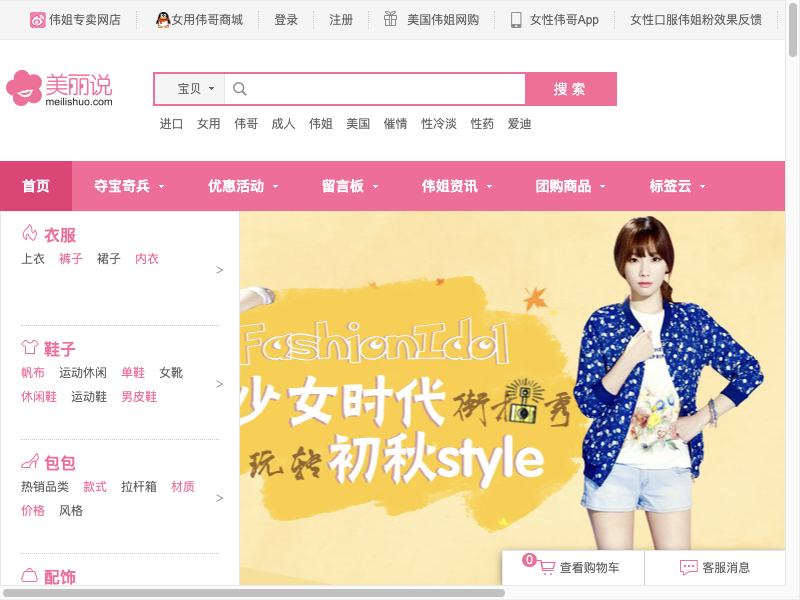 伟姐专卖网店 女用伟哥商城 登录 注册 美国伟姐网购 女性伟哥App 女性口服伟姐粉效果反馈
美丽说
meilishuo.com
宝贝 搜 索
进口 女用 伟哥 成人 伟姐 美国 催情 性冷淡 性药 爱迪
首页 夺宝奇兵 优惠活动 留言板 伟姐资讯 团购商品 标签云
衣服
上衣 裤子 裙子 内衣
>
鞋子
帆布 运动休闲 单鞋 女靴
>
休闲鞋 运动鞋 男皮鞋
包包
热销品类 款式 拉杆箱 材质
>
价格 风格
配饰
FashionIdol
少女时代 街拍秀
玩转 初秋style
0 查看购物车 客服消息